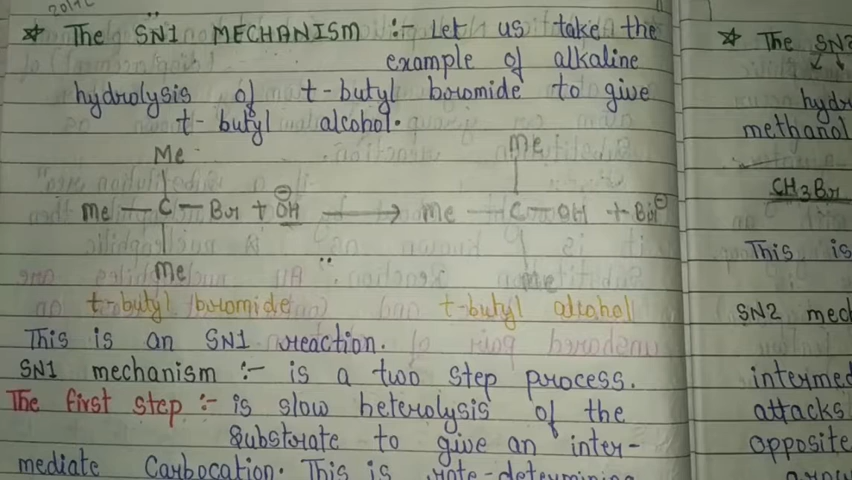 * The SN1 MECHANISM :- Let us take the
example of alkaline
hydrolysis of t-butyl bromide to give
t-butyl alcohol.
Me Me
Me — C — Br + ⊖OH ⟶ Me — C — OH + Br⊖
Me Me
t-butyl bromide t-butyl alcohol
This is an SN1 reaction.
SN1 mechanism :- is a two step process.
The first step :- is slow heterolysis of the
substrate to give an inter-
mediate Carbocation. This is rate-determining
* The SN2
hydr
methanol
CH3Br
This is
SN2 mec
intermed
attacks
opposite